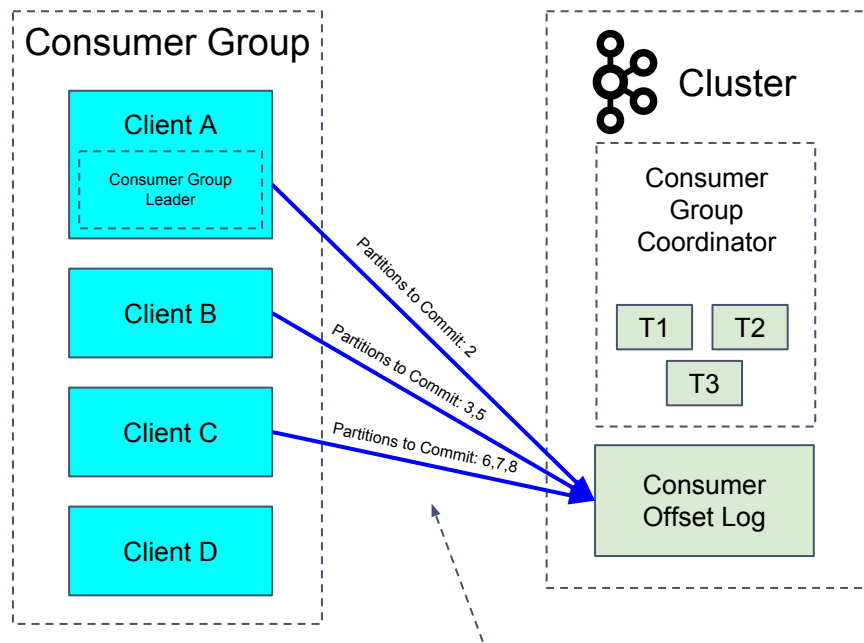 Consumer Group
Client A
Consumer Group
Leader
Client B
Client C
Client D
Partitions to Commit: 2
Partitions to Commit: 3,5
Partitions to Commit: 6,7,8
Cluster
Consumer
Group
Coordinator
T1
T2
T3
Consumer
Offset Log